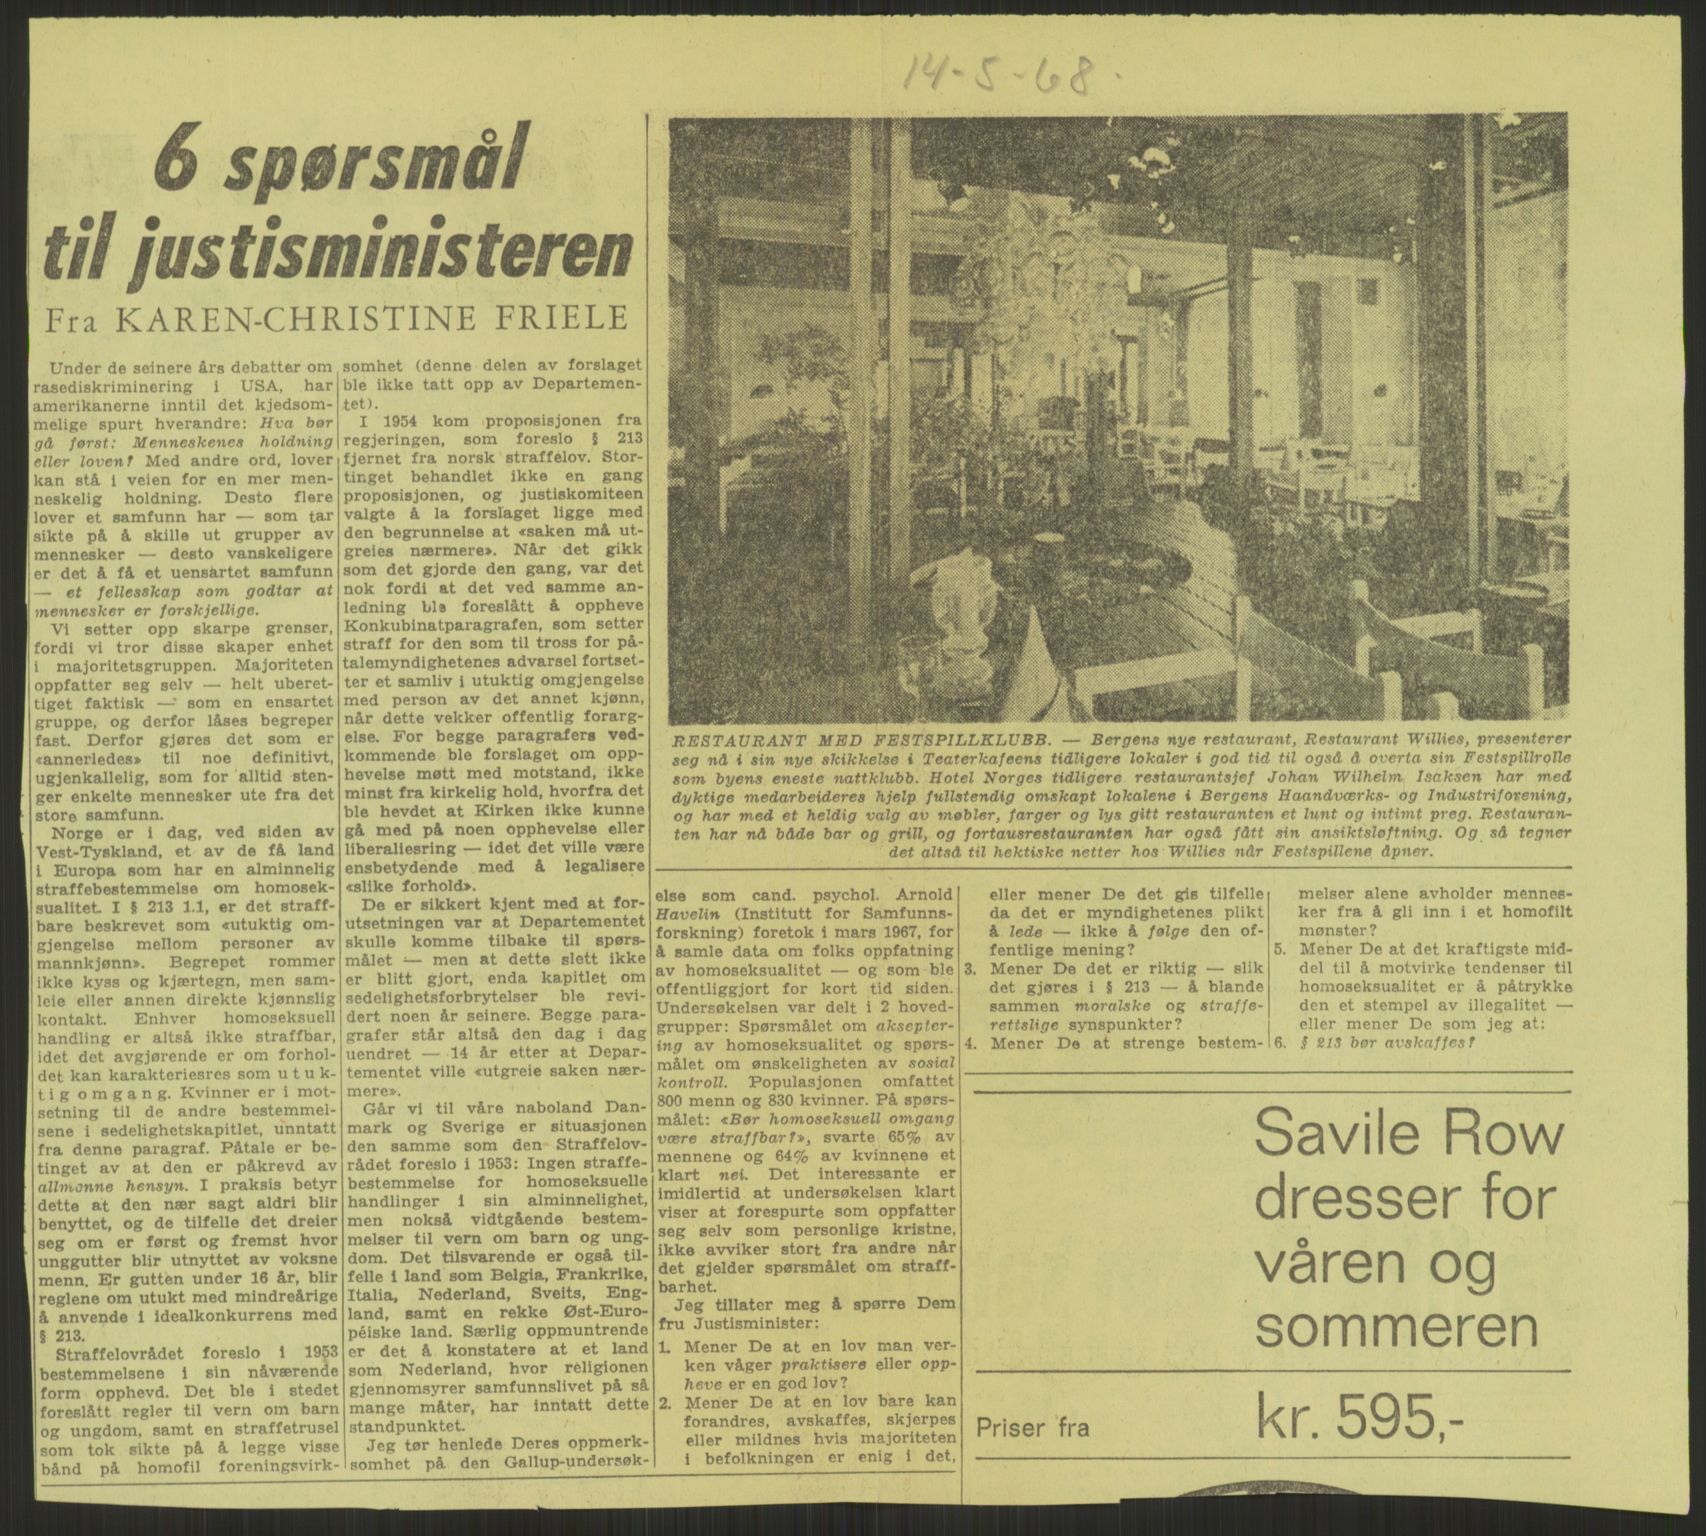 14-5-68.
6 spørsmål
til justisministeren
Fra KAREN-CHRISTINE FRIELE
Under de seinere års debatter om
rasediskriminering i USA, har
amerikanerne inntil det kjedsom-
melige spurt hverandre: Hva bør
gå først: Menneskenes holdning
eller loven? Med andre ord, lover
kan stå i veien for en mer men-
neskelig holdning. Desto flere
lover et samfunn har — som tar
sikte på å skille ut grupper av
mennesker — desto vanskeligere
er det å få et uensartet samfunn
— et fellesskap som godtar at
mennesker er forskjellige.
Vi setter opp skarpe grenser,
fordi vi tror disse skaper enhet
i majoritetsgruppen. Majoriteten
oppfatter seg selv — helt uberet-
tiget faktisk — som en ensartet
gruppe, og derfor låses begreper
fast. Derfor gjøres det som er
«annerledes» til noe definitivt,
ugjenkallelig, som for alltid sten-
ger enkelte mennesker ute fra det
store samfunn.
Norge er i dag, ved siden av
Vest-Tyskland, et av de få land
i Europa som har en alminnelig
straffebestemmelse om homosek-
sualitet. I § 213 1.1, er det straff-
bare beskrevet som «utuktig om-
gjengelse mellom personer av
mannkjønn». Begrepet rommer
ikke kyss og kjærtegn, men sam-
leie eller annen direkte kjønnslig
kontakt. Enhver homoseksuell
handling er altså ikke straffbar,
idet det avgjørende er om forhol-
det kan karakteriesres som utuk-
tig omgang. Kvinner er i mot-
setning til de andre bestemmel-
sene i sedelighetskapitlet, unntatt
fra denne paragraf. Påtale er be-
tinget av at den er påkrevd av
allmonne hensyn. I praksis betyr
dette at den nær sagt aldri blir
benyttet, og de tilfelle det dreier
seg om er først og fremst hvor
unggutter blir utnyttet av voksne
menn. Er gutten under 16 år, blir
reglene om utukt med mindreårige
å anvende i idealkonkurrens med
§ 213.
Straffelovrådet foreslo i 1953
bestemmelsene i sin nåværende
form opphevd. Det ble i stedet
foreslått regler til vern om barn
og ungdom, samt en straffetrusel
som tok sikte på å legge visse
bånd på homofil foreningsvirk-
somhet (denne delen av forslaget
ble ikke tatt opp av Departemen-
tet).
I 1954 kom proposisjonen fra
regjeringen, som foreslo § 213
fjernet fra norsk straffelov. Stor-
tinget behandlet ikke en gang
proposisjonen, og justiskomiteen
valgte å la forslaget ligge med
den begrunnelse at «saken må ut-
greies nærmere». Når det gikk
som det gjorde den gang, var det
nok fordi at det ved samme an-
ledning ble foreslått å oppheve
Konkubinatparagrafen, som setter
straff for den som til tross for på-
talemyndighetenes advarsel fortset-
ter et samliv i utuktig omgjengelse
med person av det annet kjønn,
når dette vekker offentlig forarg-
else. For begge paragrafers ved-
kommende ble forslaget om opp-
hevelse møtt med motstand, ikke
minst fra kirkelig hold, hvorfra det
ble hevdet at Kirken ikke kunne
gå med på noen opphevelse eller
liberaliesring — idet det ville være
ensbetydende med å legalisere
«slike forhold».
De er sikkert kjent med at for-
utsetningen var at Departementet
skulle komme tilbake til spørs-
målet — men at dette slett ikke
er blitt gjort, enda kapitlet om
sedelighetsforbrytelser ble revi-
dert noen år seinere. Begge para-
grafer står altså den dag i dag
uendret — 14 år etter at Depar-
tementet ville «utgreie saken nær-
mere».
Går vi til våre naboland Dan-
mark og Sverige er situasjonen
den samme som den Straffelov-
rådet foreslo i 1953: Ingen straffe-
bestemmelse for homoseksuelle
handlinger i sin alminnelighet,
men nokså vidtgående bestem-
melser til vern om barn og ung-
dom. Det tilsvarende er også til-
felle i land som Belgia, Frankrike,
Italia, Nederland, Sveits, Eng-
land, samt en rekke Øst-Euro-
péiske land. Særlig oppmuntrende
er det å konstatere at et land
som Nederland, hvor religionen
gjennomsyrer samfunnslivet på så
mange måter, har inntatt dette
standpunktet.
Jeg tør henlede Deres oppmerk-
somhet på den Gallup-undersøk-
RESTAURANT MED FESTSPILLKLUBB. — Bergens nye restaurant, Restaurant Willies, presenterer
seg nå i sin nye skikkelse i Teaterkafeens tidligere lokaler i god tid til også å overta sin Festspillrolle
som byens eneste nattklubb. Hotel Norges tidligere restaurantsjef Johan Wilhelm Isaksen har med
dyktige medarbeideres hjelp fullstendig omskapt lokalene i Bergens Haandværks- og Industriforening,
og har med et heldig valg av møbler, farger og lys gitt restauranten et lunt og intimt preg. Restauran-
ten har nå både bar og grill, og fortausrestauranten har også fått sin ansiktsløftning. Og så tegner
det altså til hektiske netter hos Willies når Festspillene åpner.
else som cand. psychol. Arnold
Havelin (Institutt for Samfunns-
forskning) foretok i mars 1967, for
å samle data om folks oppfatning
av homoseksualitet — og som ble
offentliggjort for kort tid siden.
Undersøkelsen var delt i 2 hoved-
grupper: Spørsmålet om aksepter-
ing av homoseksualitet og spørs-
målet om ønskeligheten av sosial
kontroll. Populasjonen omfattet
800 menn og 830 kvinner. På spørs-
målet: «Bør homoseksuell omgang
være straffbar?», svarte 65% av
mennene og 64% av kvinnene et
klart nei. Det interessante er
imidlertid at undersøkelsen klart
viser at forespurte som oppfatter
seg selv som personlige kristne,
ikke avviker stort fra andre når
det gjelder spørsmålet om straff-
barhet.
Jeg tillater meg å spørre Dem
fru Justisminister:
1. Mener De at en lov man ver-
ken våger praktisere eller opp-
heve er en god lov?
2. Mener De at en lov bare kan
forandres, avskaffes, skjerpes
eller mildnes hvis majoriteten
i befolkningen er enig i det,
eller mener De det gis tilfelle
da det er myndighetenes plikt
å lede — ikke å følge den of-
fentlige mening?
3. Mener De det er riktig — slik
det gjøres i § 213 — å blande
sammen moralske og straffe-
rettslige synspunkter?
4. Mener De at strenge bestem-
melser alene avholder mennes-
ker fra å gli inn i et homofilt
mønster?
5. Mener De at det kraftigste mid-
del til å motvirke tendenser til
homoseksualitet er å påtrykke
den et stempel av illegalitet —
eller mener De som jeg at:
6. § 213 bør avskaffes?
Savile Row
dresser for
våren og
sommeren
Priser fra kr. 595,-